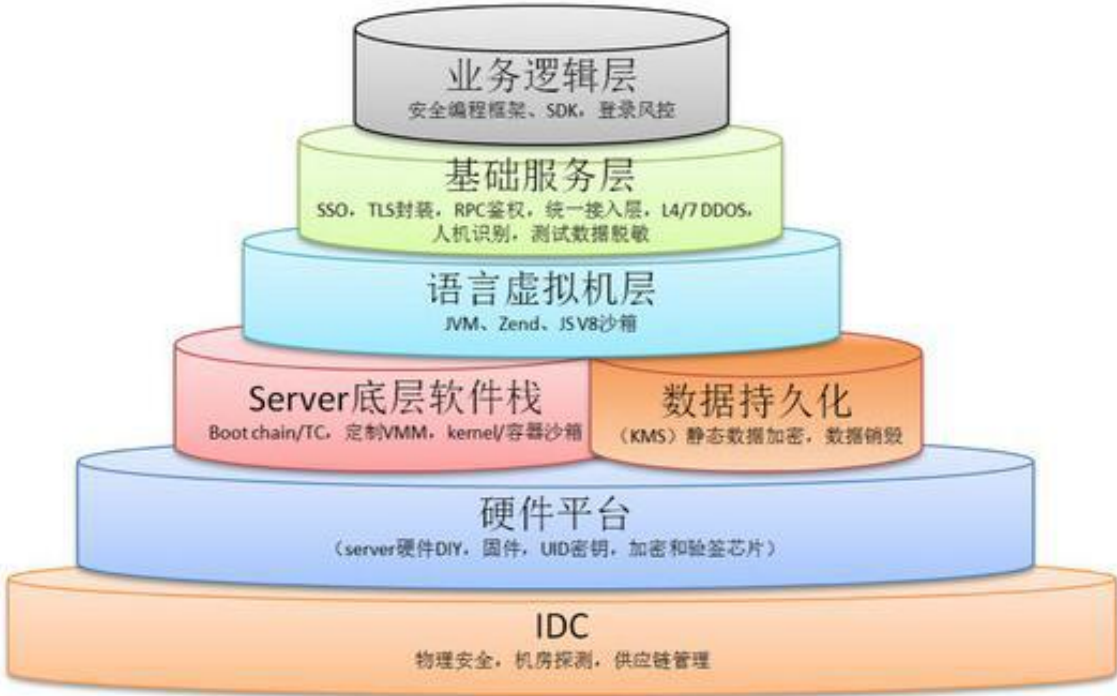 业务逻辑层
安全编程框架、SDK，登录风控
基础服务层
SSO，TLS封装，RPC鉴权，统一接入层，L4/7 DDOS，
人机识别，测试数据脱敏
语言虚拟机层
JVM、Zend、JS V8沙箱
Server底层软件栈
Boot chain/TC，定制VMM，kernel/容器沙箱
数据持久化
（KMS）静态数据加密，数据销毁
硬件平台
（server硬件DIY，固件，UID密钥，加密和验签芯片）
IDC
物理安全，机房探测，供应链管理